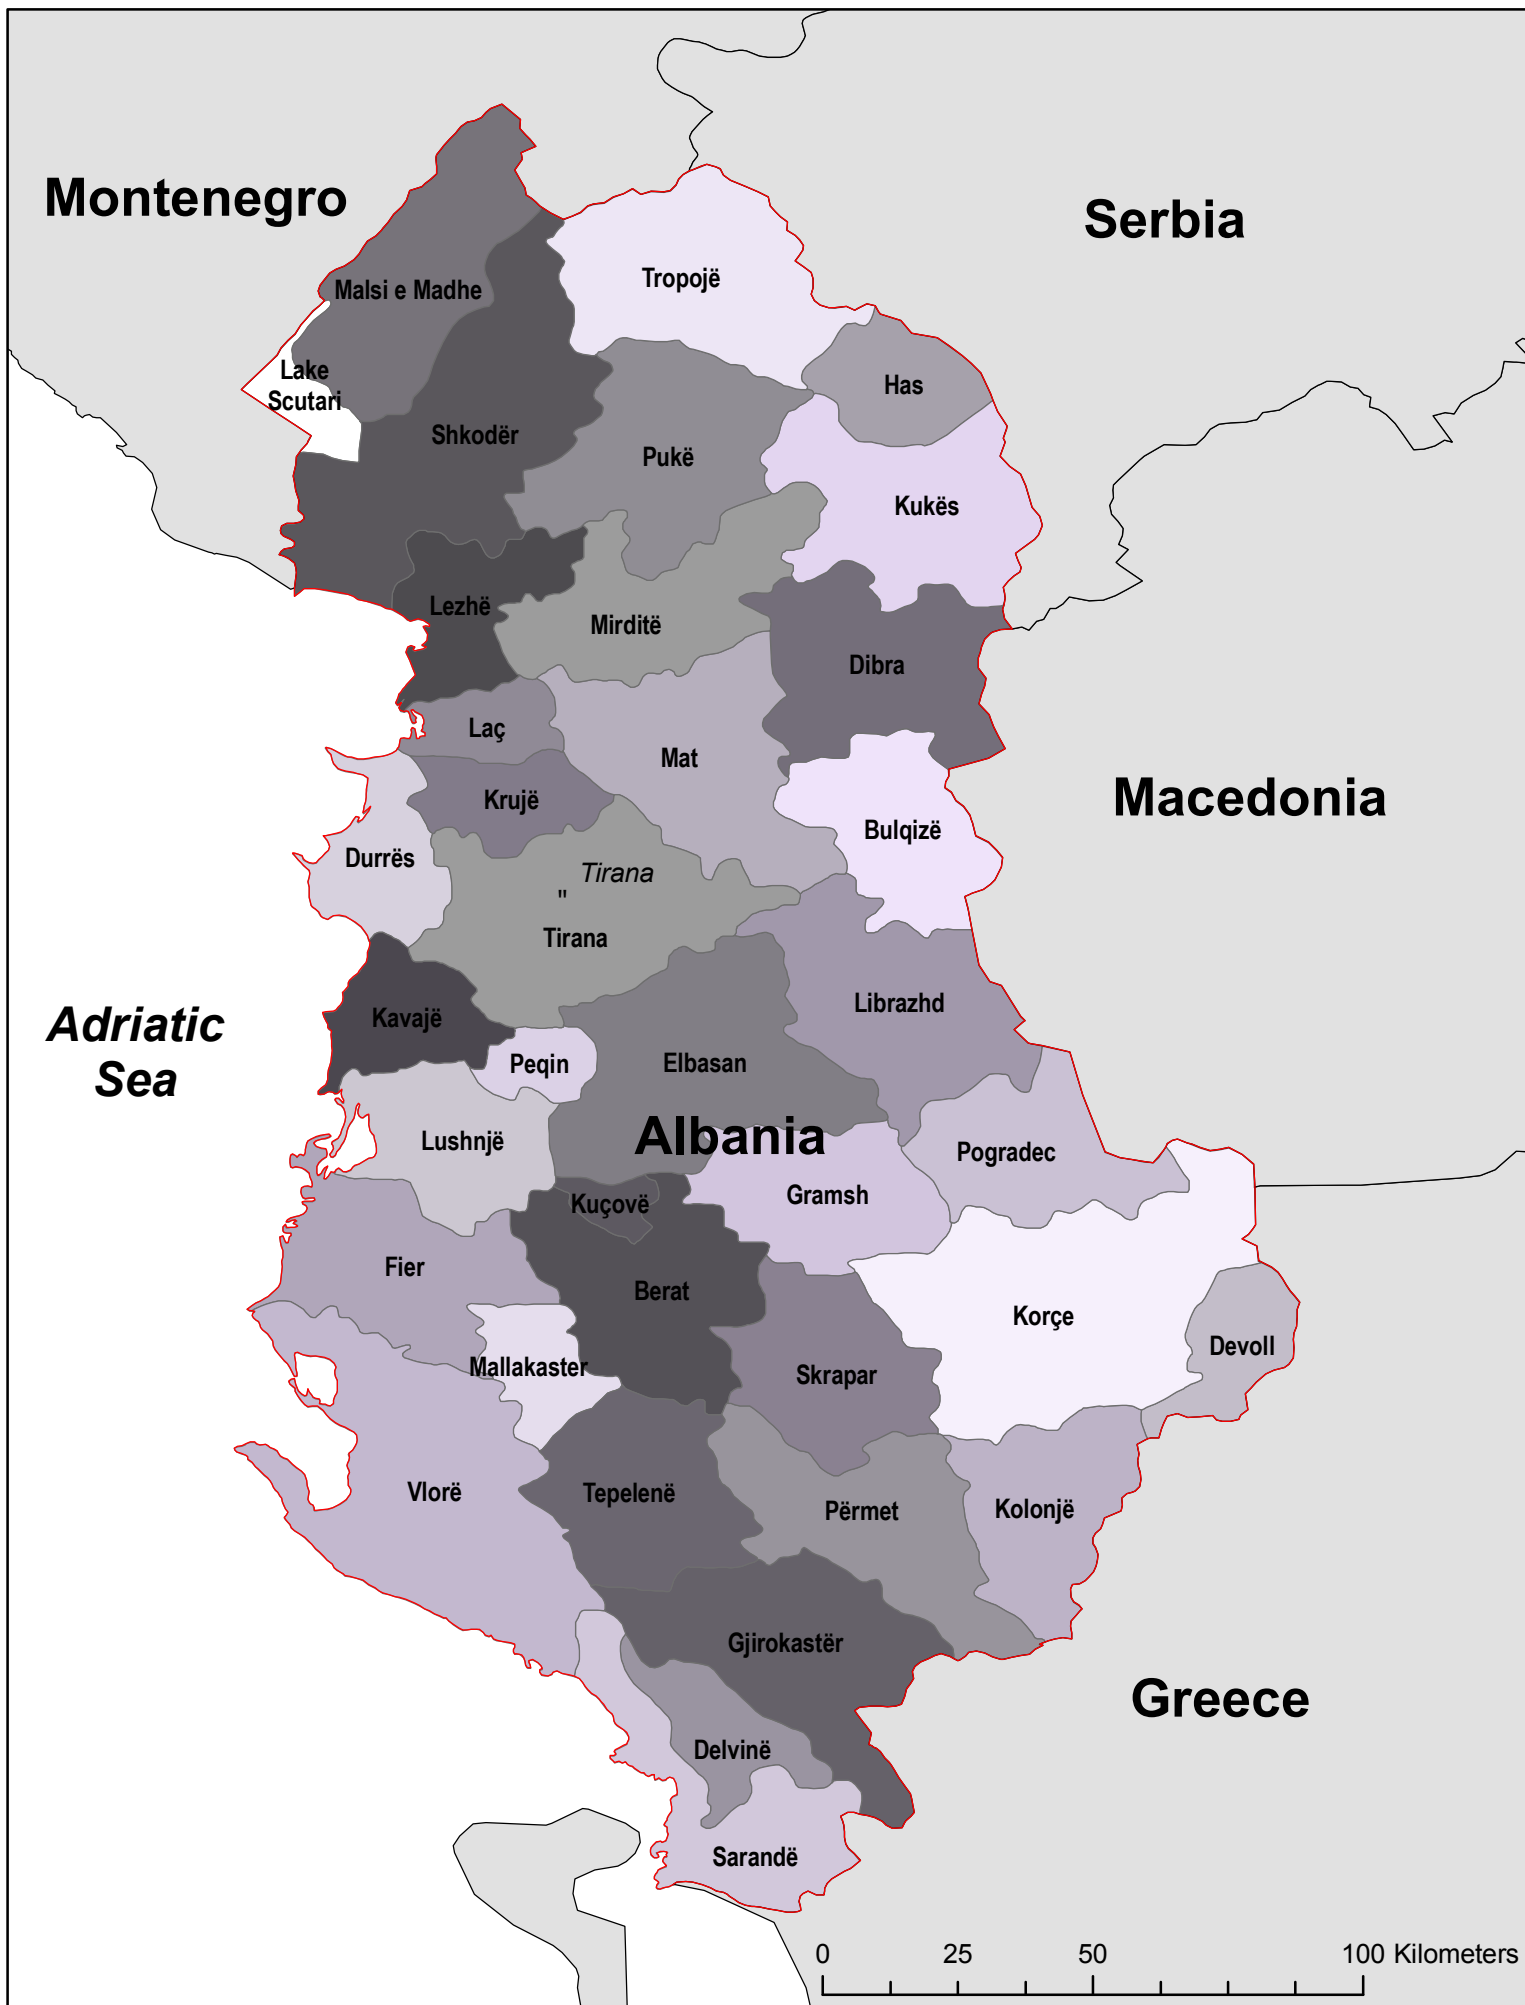 Montenegro
Serbia
Tropojë
Malsi e Madhe
Lake
Scutari
Has
Shkodër
Pukë
Kukës
Lezhë
Mirditë
Dibra
Laç
Mat
Krujë
Macedonia
Bulqizë
Durrës
Tirana
"
Tirana
Librazhd
Kavajë
Adriatic
Sea
Peqin
Elbasan
Albania
Lushnjë
Pogradec
Gramsh
Kuçovë
Fier
Berat
Korçe
Devoll
Mallakaster
Skrapar
Vlorë
Tepelenë
Përmet
Kolonjë
Gjirokastër
Greece
Delvinë
Sarandë
0 25 50 100 Kilometers